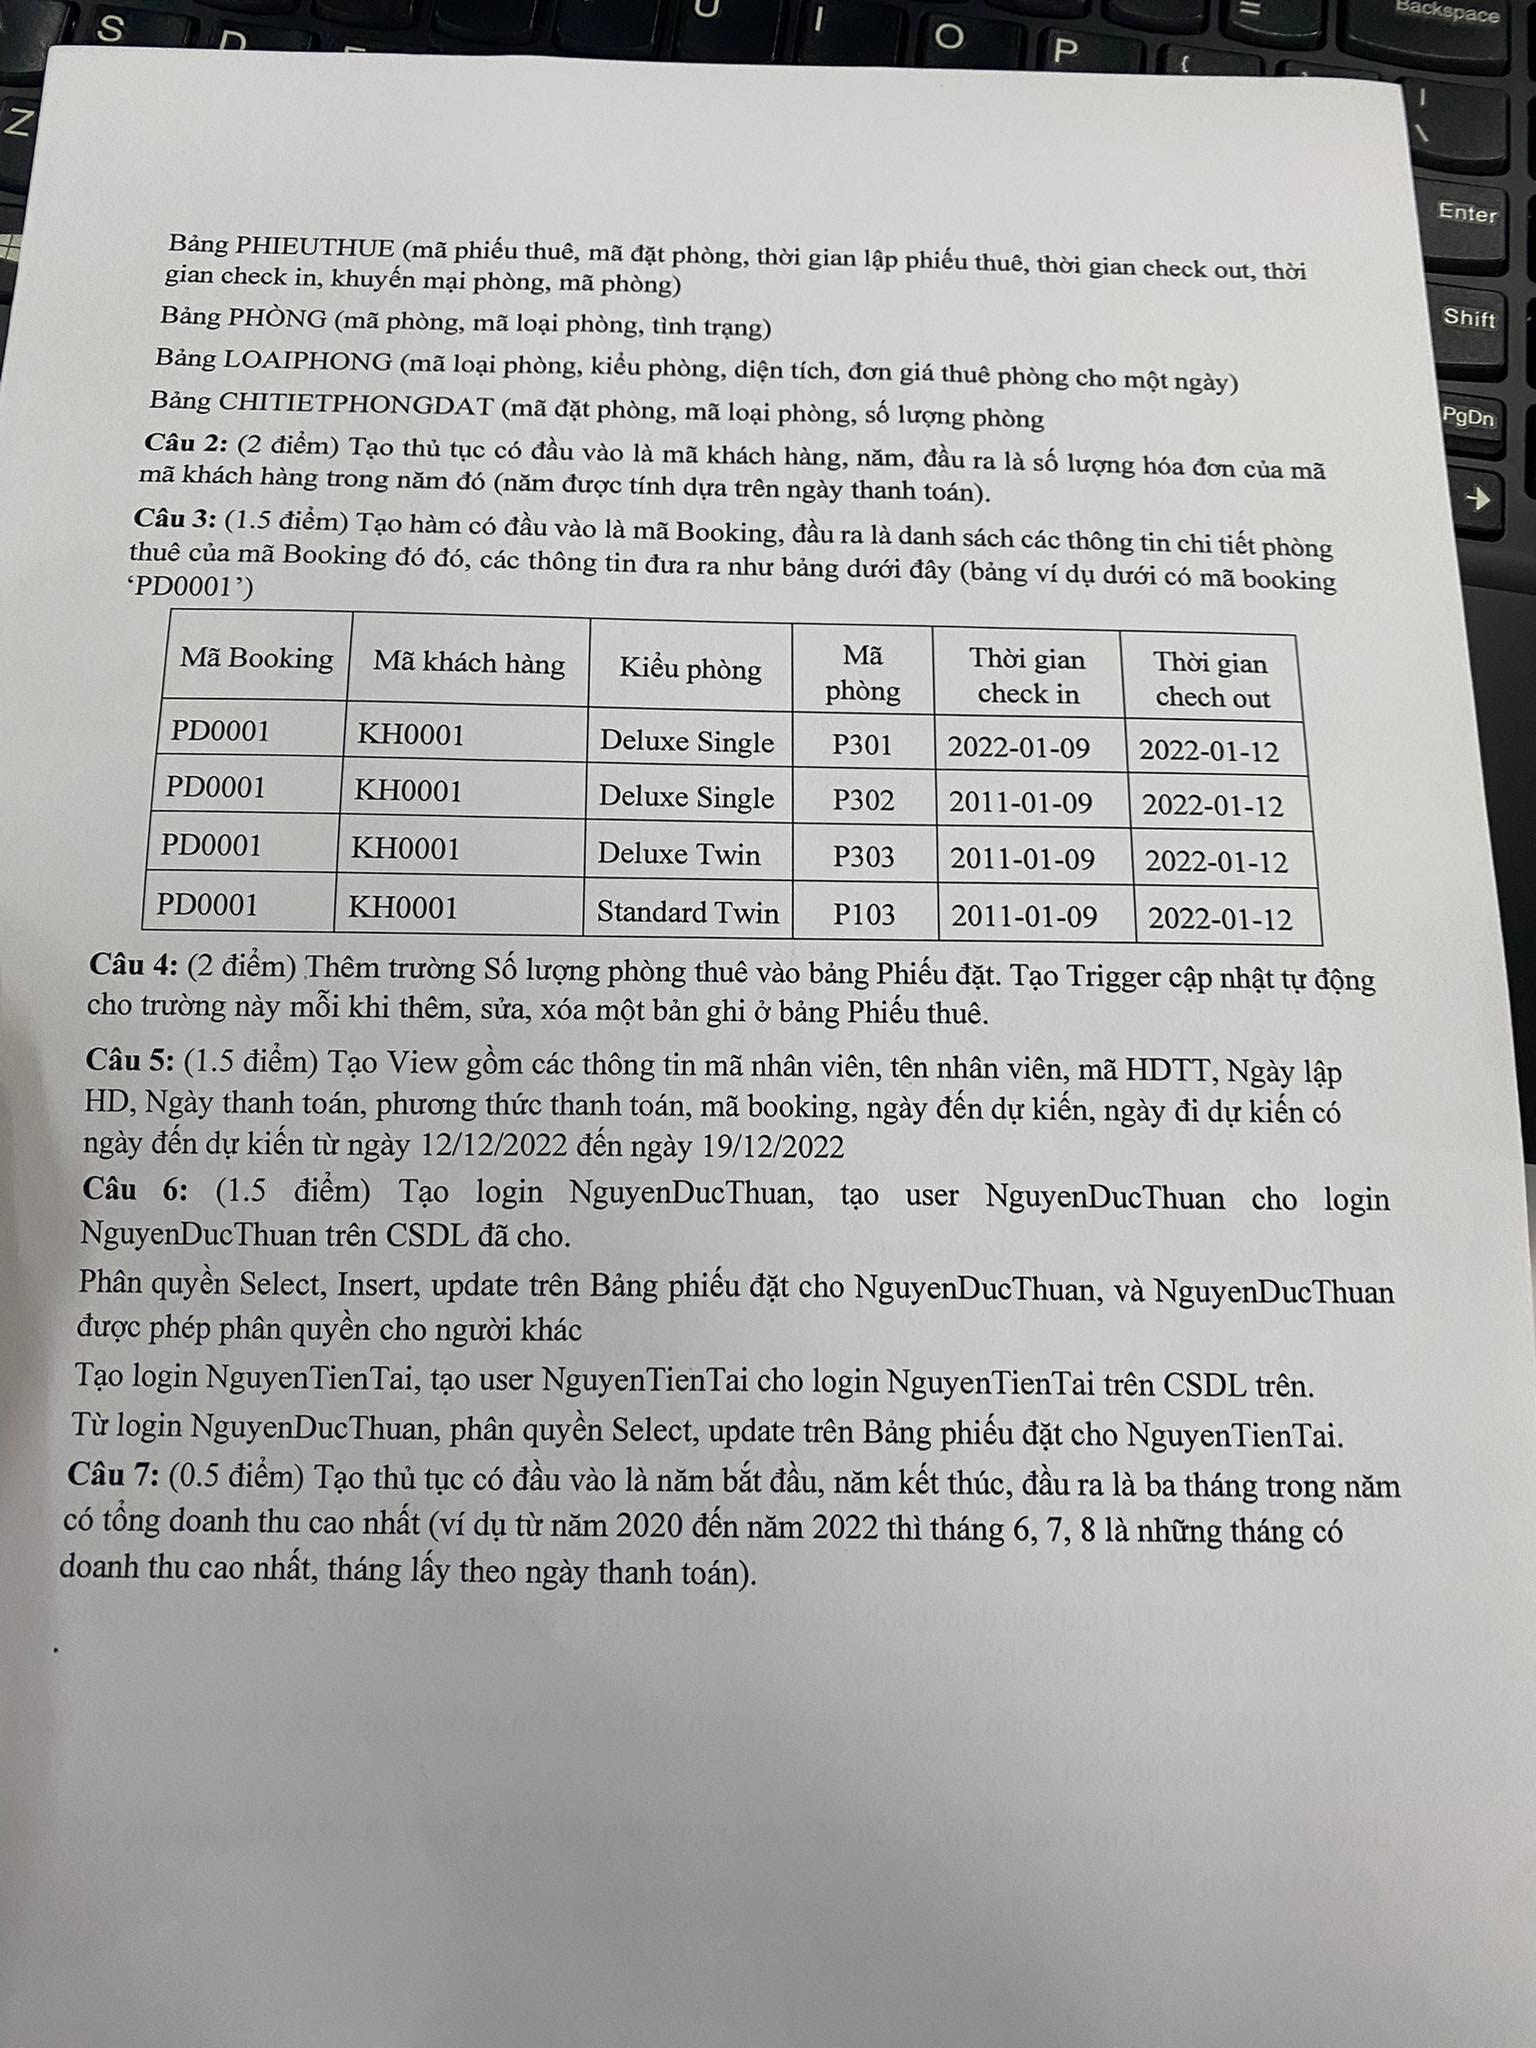 S D U I O P { = Backspace
Z | \
Enter
Shift
PgDn
Bảng PHIEUTHUE (mã phiếu thuê, mã đặt phòng, thời gian lập phiếu thuê, thời gian check out, thời
gian check in, khuyến mại phòng, mã phòng)
Bảng PHÒNG (mã phòng, mã loại phòng, tình trạng)
Bảng LOAIPHONG (mã loại phòng, kiểu phòng, diện tích, đơn giá thuê phòng cho một ngày)
Bảng CHITIETPHONGDAT (mã đặt phòng, mã loại phòng, số lượng phòng
Câu 2: (2 điểm) Tạo thủ tục có đầu vào là mã khách hàng, năm, đầu ra là số lượng hóa đơn của mã
mã khách hàng trong năm đó (năm được tính dựa trên ngày thanh toán).
Câu 3: (1.5 điểm) Tạo hàm có đầu vào là mã Booking, đầu ra là danh sách các thông tin chi tiết phòng
thuê của mã Booking đó đó, các thông tin đưa ra như bảng dưới đây (bảng ví dụ dưới có mã booking
‘PD0001’)
Mã Booking Mã khách hàng Kiểu phòng Mã phòng Thời gian check in Thời gian chech out
PD0001 KH0001 Deluxe Single P301 2022-01-09 2022-01-12
PD0001 KH0001 Deluxe Single P302 2011-01-09 2022-01-12
PD0001 KH0001 Deluxe Twin P303 2011-01-09 2022-01-12
PD0001 KH0001 Standard Twin P103 2011-01-09 2022-01-12
Câu 4: (2 điểm) Thêm trường Số lượng phòng thuê vào bảng Phiếu đặt. Tạo Trigger cập nhật tự động
cho trường này mỗi khi thêm, sửa, xóa một bản ghi ở bảng Phiếu thuê.
Câu 5: (1.5 điểm) Tạo View gồm các thông tin mã nhân viên, tên nhân viên, mã HDTT, Ngày lập
HD, Ngày thanh toán, phương thức thanh toán, mã booking, ngày đến dự kiến, ngày đi dự kiến có
ngày đến dự kiến từ ngày 12/12/2022 đến ngày 19/12/2022
Câu 6: (1.5 điểm) Tạo login NguyenDucThuan, tạo user NguyenDucThuan cho login
NguyenDucThuan trên CSDL đã cho.
Phân quyền Select, Insert, update trên Bảng phiếu đặt cho NguyenDucThuan, và NguyenDucThuan
được phép phân quyền cho người khác
Tạo login NguyenTienTai, tạo user NguyenTienTai cho login NguyenTienTai trên CSDL trên.
Từ login NguyenDucThuan, phân quyền Select, update trên Bảng phiếu đặt cho NguyenTienTai.
Câu 7: (0.5 điểm) Tạo thủ tục có đầu vào là năm bắt đầu, năm kết thúc, đầu ra là ba tháng trong năm
có tổng doanh thu cao nhất (ví dụ từ năm 2020 đến năm 2022 thì tháng 6, 7, 8 là những tháng có
doanh thu cao nhất, tháng lấy theo ngày thanh toán).